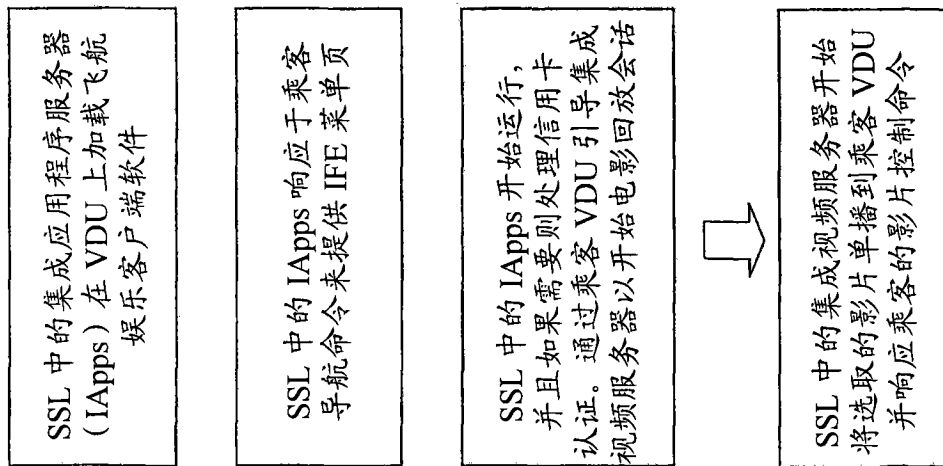 SSL 中的集成应用程序服务器
（IApps）在 VDU 上加载飞航
娱乐客户端软件
SSL 中的 IApps 响应于乘客
导航命令来提供 IFE 菜单页
SSL 中的 IApps 开始运行，
并且如果需要则处理信用卡
认证。通过乘客 VDU 引导集成
视频服务器以开始电影回放会话
SSL 中的集成视频服务器开始
将选取的影片单播到乘客 VDU
并响应乘客的影片控制命令